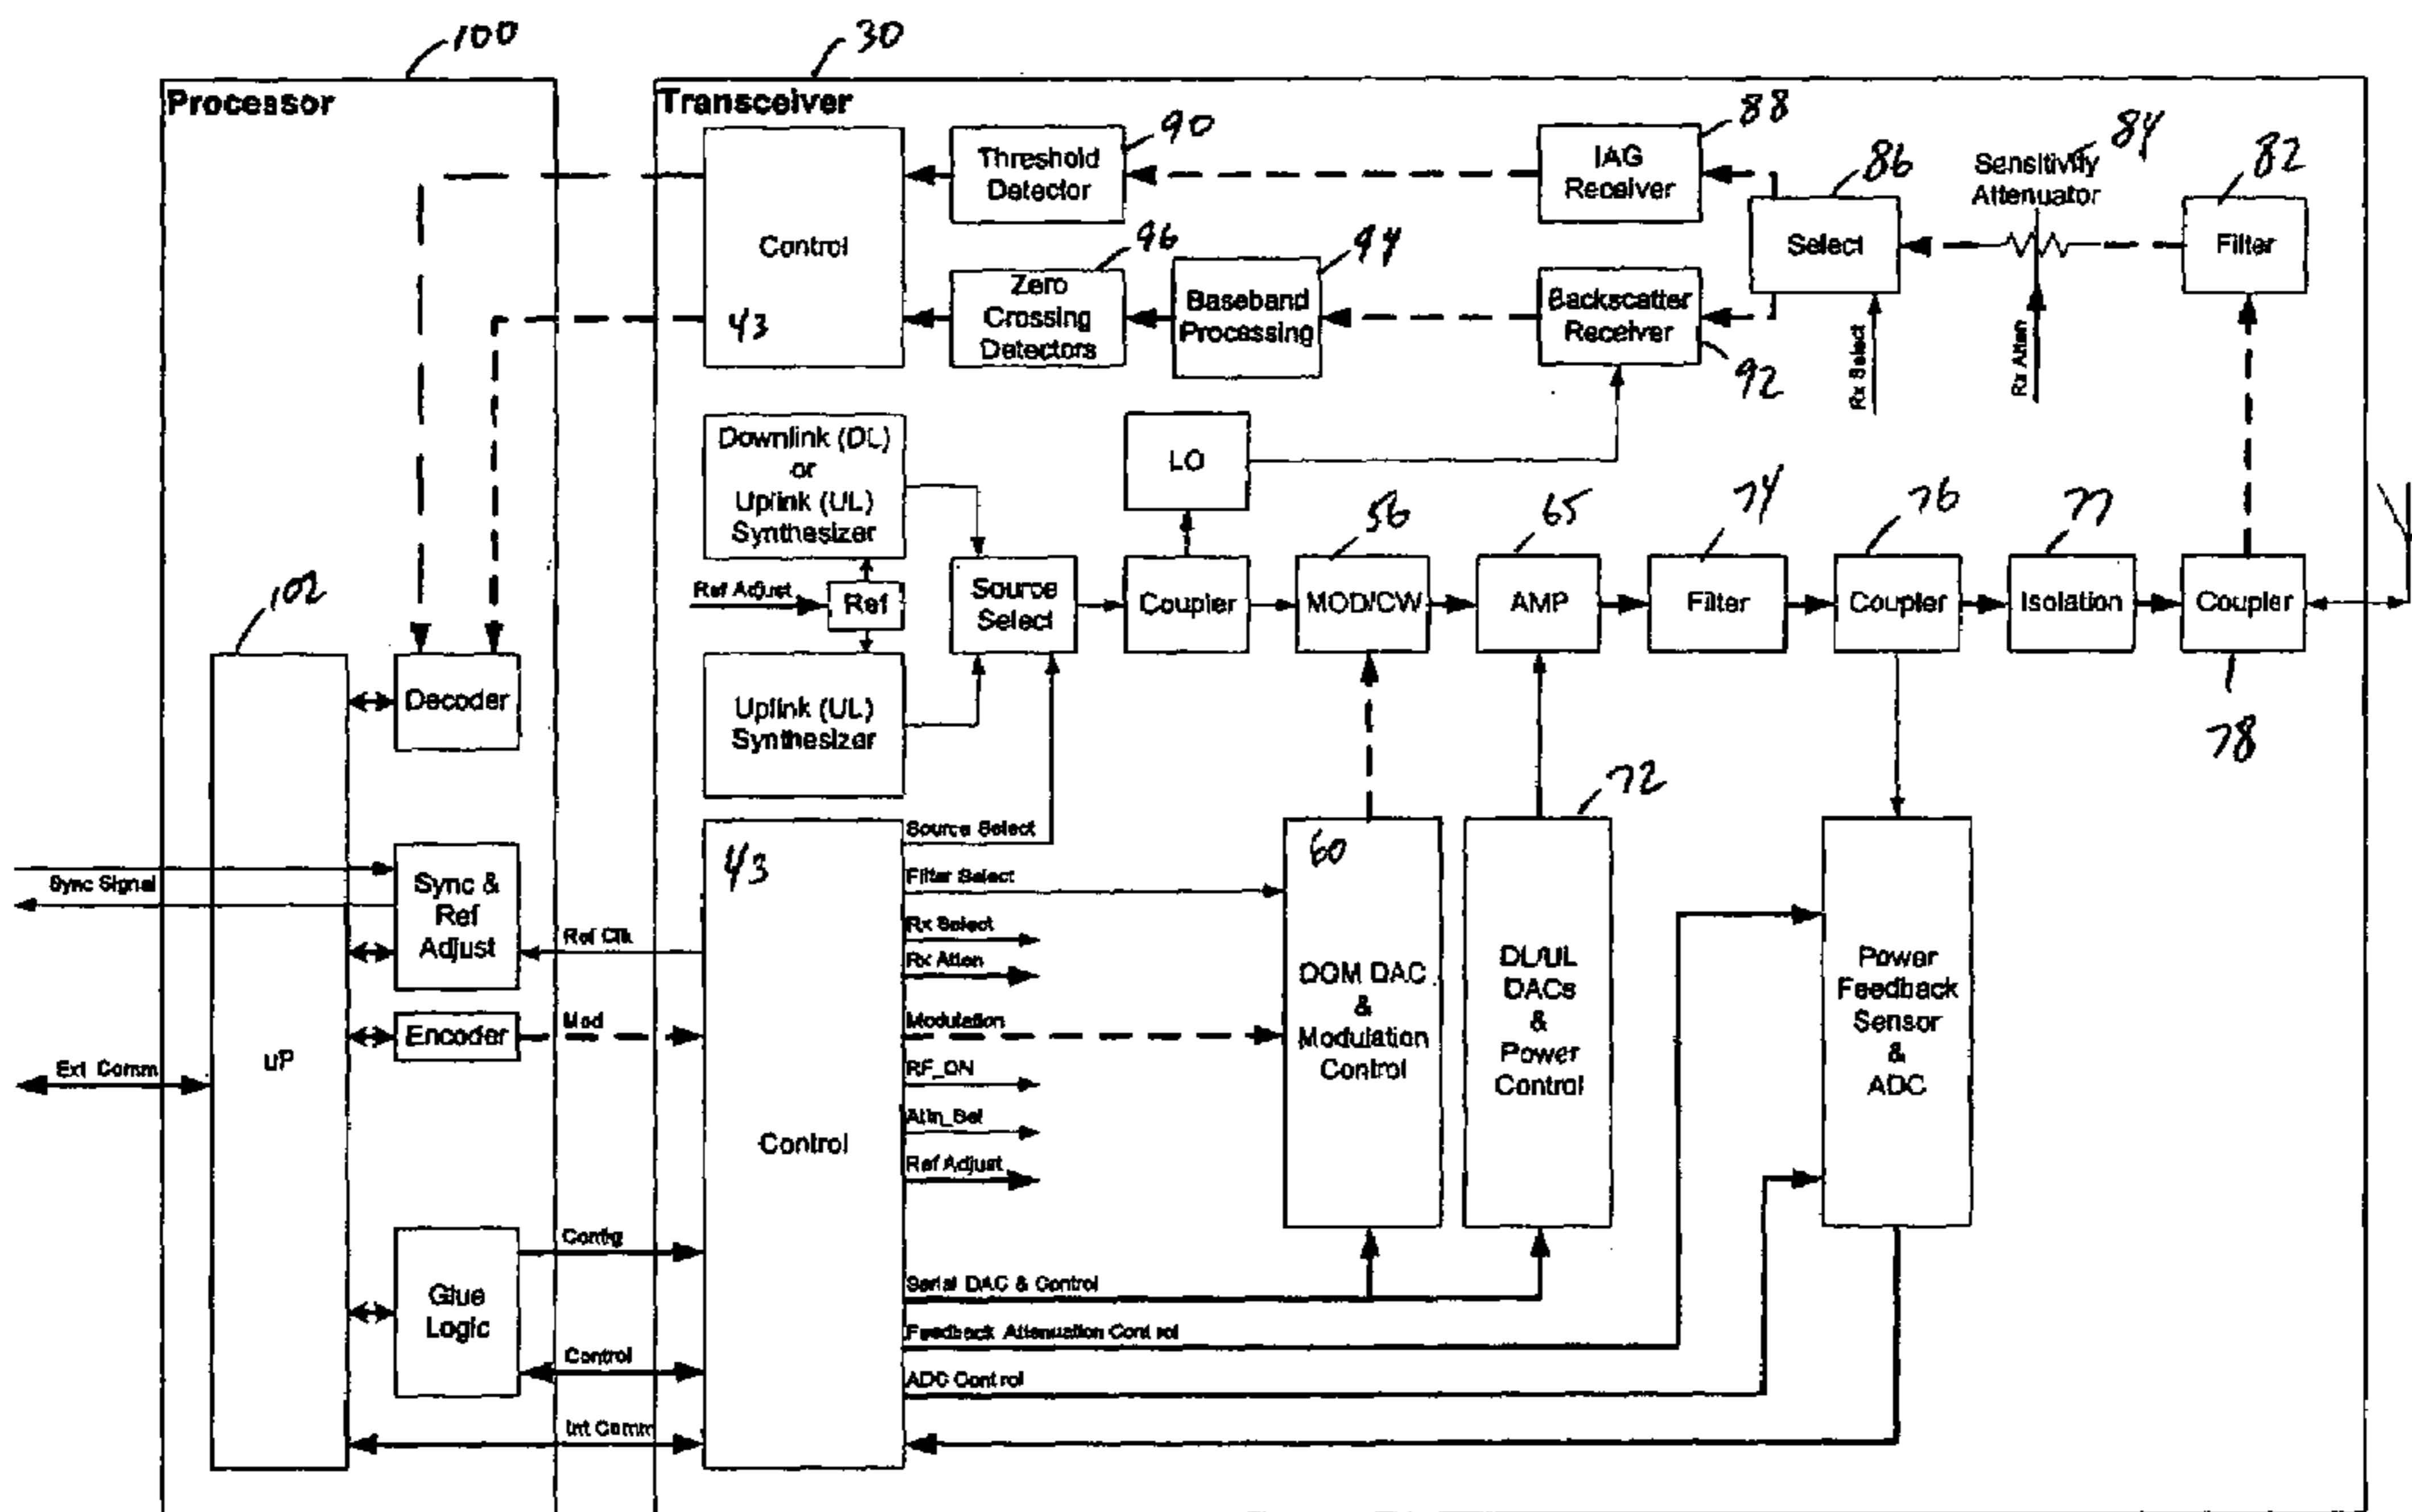 100
30
Processor
Transceiver
90
88
84
82
86
Threshold
Detector
IAG
Receiver
Sensitivity
Attenuator
Control
43
96
Zero
Crossing
Detectors
94
Baseband
Processing
Backscatter
Receiver
92
Select
Filter
Rx Select
Rx Atten
Downlink (DL)
or
Uplink (UL)
Synthesizer
LO
56
65
74
76
77
Ref Adjust
Ref
Source
Select
Coupler
MOD/CW
AMP
Filter
Coupler
Isolation
Coupler
78
102
Decoder
Uplink (UL)
Synthesizer
72
Sync Signal
Sync &
Ref
Adjust
Ref Clk
43
Source Select
Filter Select
Rx Select
Rx Atten
Modulation
RF_ON
Attn_Sel
Ref Adjust
60
DOM DAC
&
Modulation
Control
DL/UL
DACs
&
Power
Control
Power
Feedback
Sensor
&
ADC
Encoder
Mod
uP
Ext Comm
Control
Glue
Logic
Config
Control
Int Comm
Serial DAC & Control
Feedback Attenuation Control
ADC Control